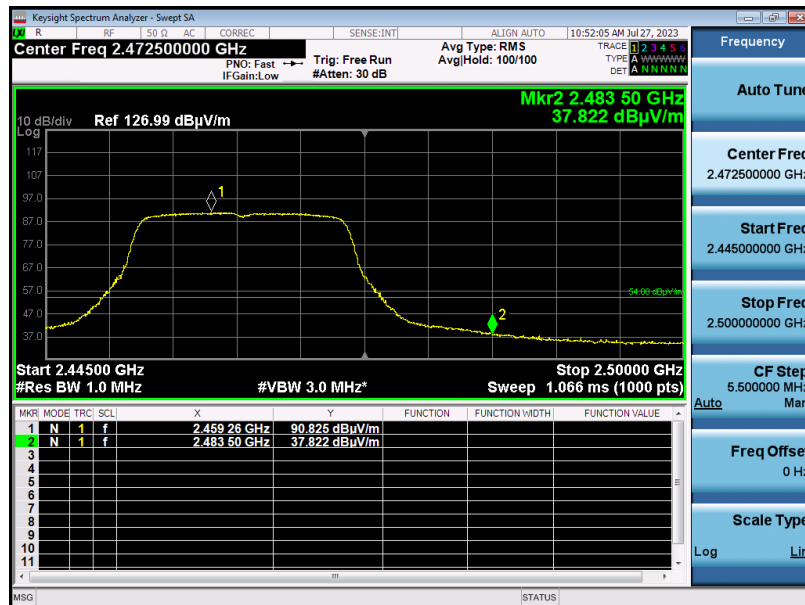 Keysight Spectrum Analyzer - Swept SA
LXI R RF 50 Ω AC CORREC SENSE:INT ALIGN AUTO 10:52:05 AM Jul 27, 2023
Center Freq 2.472500000 GHz
PNO: Fast
IFGain:Low
Trig: Free Run
#Atten: 30 dB
Avg Type: RMS
Avg|Hold: 100/100
TRACE 1 2 3 4 5 6
TYPE A WWWWW
DET A N N N N N
Mkr2 2.483 50 GHz
37.822 dBµV/m
10 dB/div Ref 126.99 dBµV/m
Log
117
107
97.0
87.0
77.0
67.0
57.0
47.0
37.0
1
2
54.00 dBµV/m
Start 2.44500 GHz Stop 2.50000 GHz
#Res BW 1.0 MHz #VBW 3.0 MHz* Sweep 1.066 ms (1000 pts)
MKR MODE TRC SCL X Y FUNCTION FUNCTION WIDTH FUNCTION VALUE
1 N 1 f 2.459 26 GHz 90.825 dBµV/m
2 N 1 f 2.483 50 GHz 37.822 dBµV/m
3
4
5
6
7
8
9
10
11
MSG STATUS
Frequency
Auto Tune
Center Freq
2.472500000 GHz
Start Freq
2.445000000 GHz
Stop Freq
2.500000000 GHz
CF Step
5.500000 MHz
Auto Man
Freq Offset
0 Hz
Scale Type
Log Lin